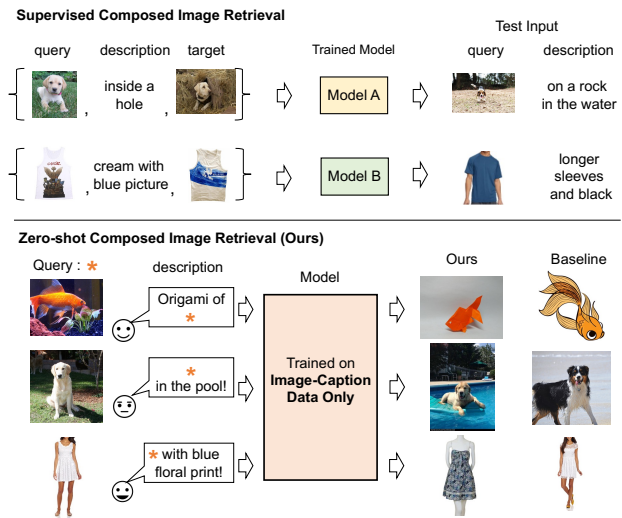 Supervised Composed Image Retrieval
Test Input
query
description
target
Trained Model
query
description
inside a
hole
Model A
on a rock
in the water
cream with
blue picture
Model B
longer
sleeves
and black
Zero-shot Composed Image Retrieval (Ours)
Query : *
description
Model
Ours
Baseline
Origami of
*
*
in the pool!
* with blue
floral print!
Trained on
Image-Caption
Data Only